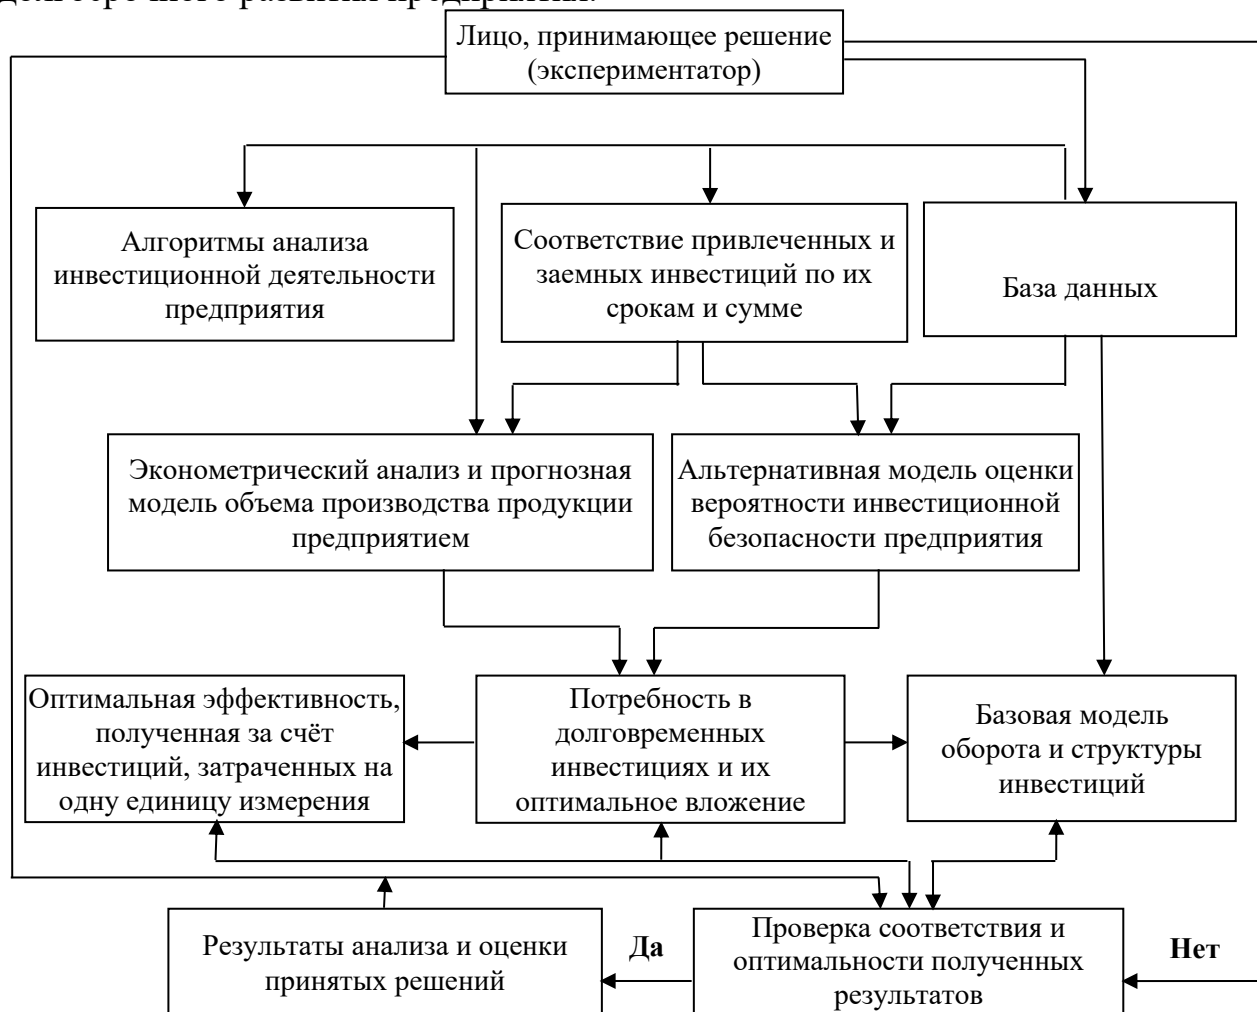 долгосрочного развития предприятия.
Лицо, принимающее решение
(экспериментатор)
Алгоритмы анализа
инвестиционной деятельности
предприятия
Соответствие привлеченных и
заемных инвестиций по их
срокам и сумме
База данных
Эконометрический анализ и прогнозная
модель объема производства продукции
предприятием
Альтернативная модель оценки
вероятности инвестиционной
безопасности предприятия
Оптимальная эффективность,
полученная за счёт
инвестиций, затраченных на
одну единицу измерения
Потребность в
долговременных
инвестициях и их
оптимальное вложение
Базовая модель
оборота и структуры
инвестиций
Результаты анализа и оценки
принятых решений
Да
Проверка соответствия и
оптимальности полученных
результатов
Нет